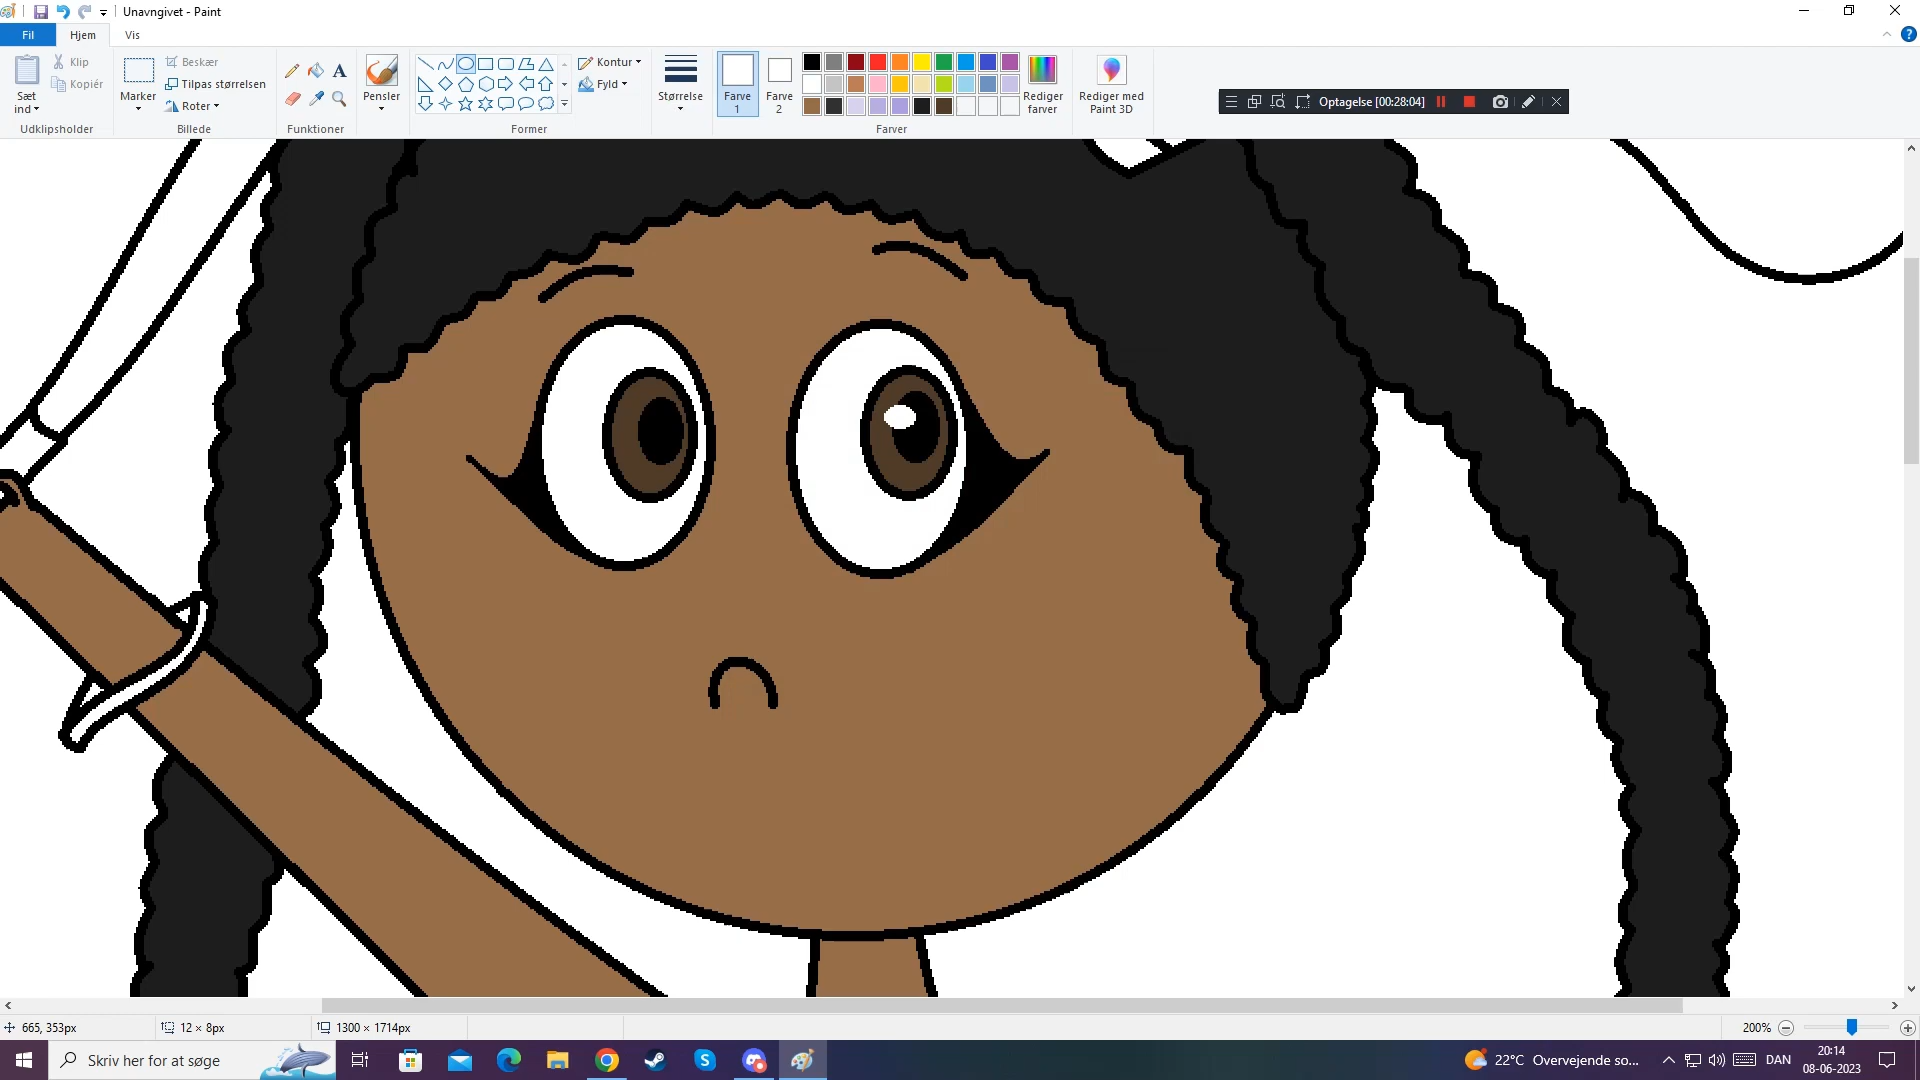 Unavngivet - Paint
Fil Hjem Vis
Sæt ind
Klip
Kopiér
Udklipsholder
Marker
Beskær
Tilpas størrelsen
Roter
Billede
A
Funktioner
Pensler
Kontur
Fyld
Former
Størrelse
Farve 1
Farve 2
Rediger farver
Farver
Rediger med Paint 3D
Optagelse [00:28:04]
665, 353px
12 × 8px
1300 × 1714px
200%
Skriv her for at søge
22°C Overvejende so...
DAN
20:14
08-06-2023